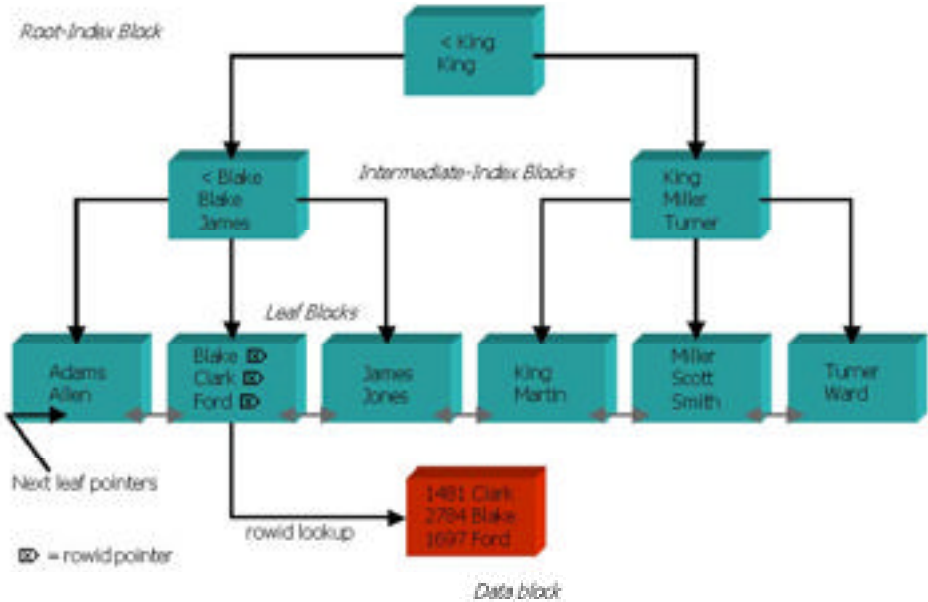 Root-Index Block
< King
King
< Blake
Blake
James
Intermediate-Index Blocks
King
Miller
Turner
Leaf Blocks
Adams
Allen
Blake
Clark
Ford
James
Jones
King
Martin
Miller
Scott
Smith
Turner
Ward
Next leaf pointers
rowid lookup
1481 Clark
2784 Blake
1697 Ford
= rowid pointer
Data block